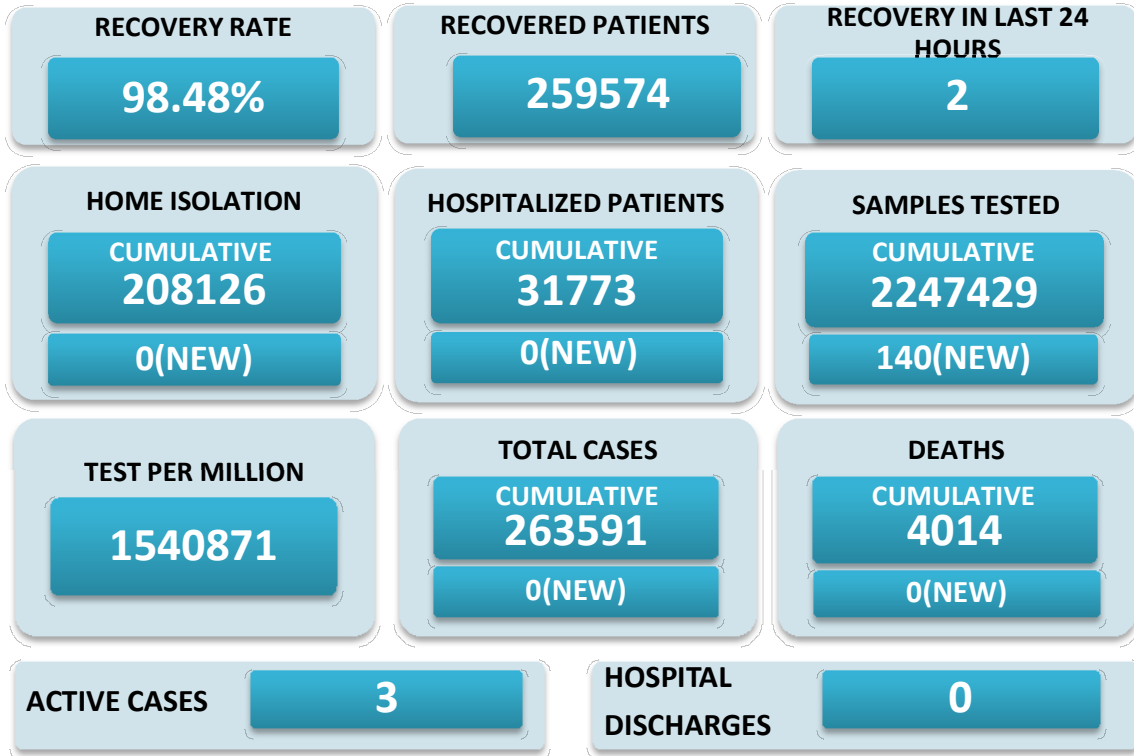 RECOVERY RATE
98.48%
RECOVERED PATIENTS
259574
RECOVERY IN LAST 24
HOURS
2
HOME ISOLATION
CUMULATIVE
208126
0(NEW)
HOSPITALIZED PATIENTS
CUMULATIVE
31773
0(NEW)
SAMPLES TESTED
CUMULATIVE
2247429
140(NEW)
TEST PER MILLION
1540871
TOTAL CASES
CUMULATIVE
263591
0(NEW)
DEATHS
CUMULATIVE
4014
0(NEW)
ACTIVE CASES
3
HOSPITAL
DISCHARGES
0